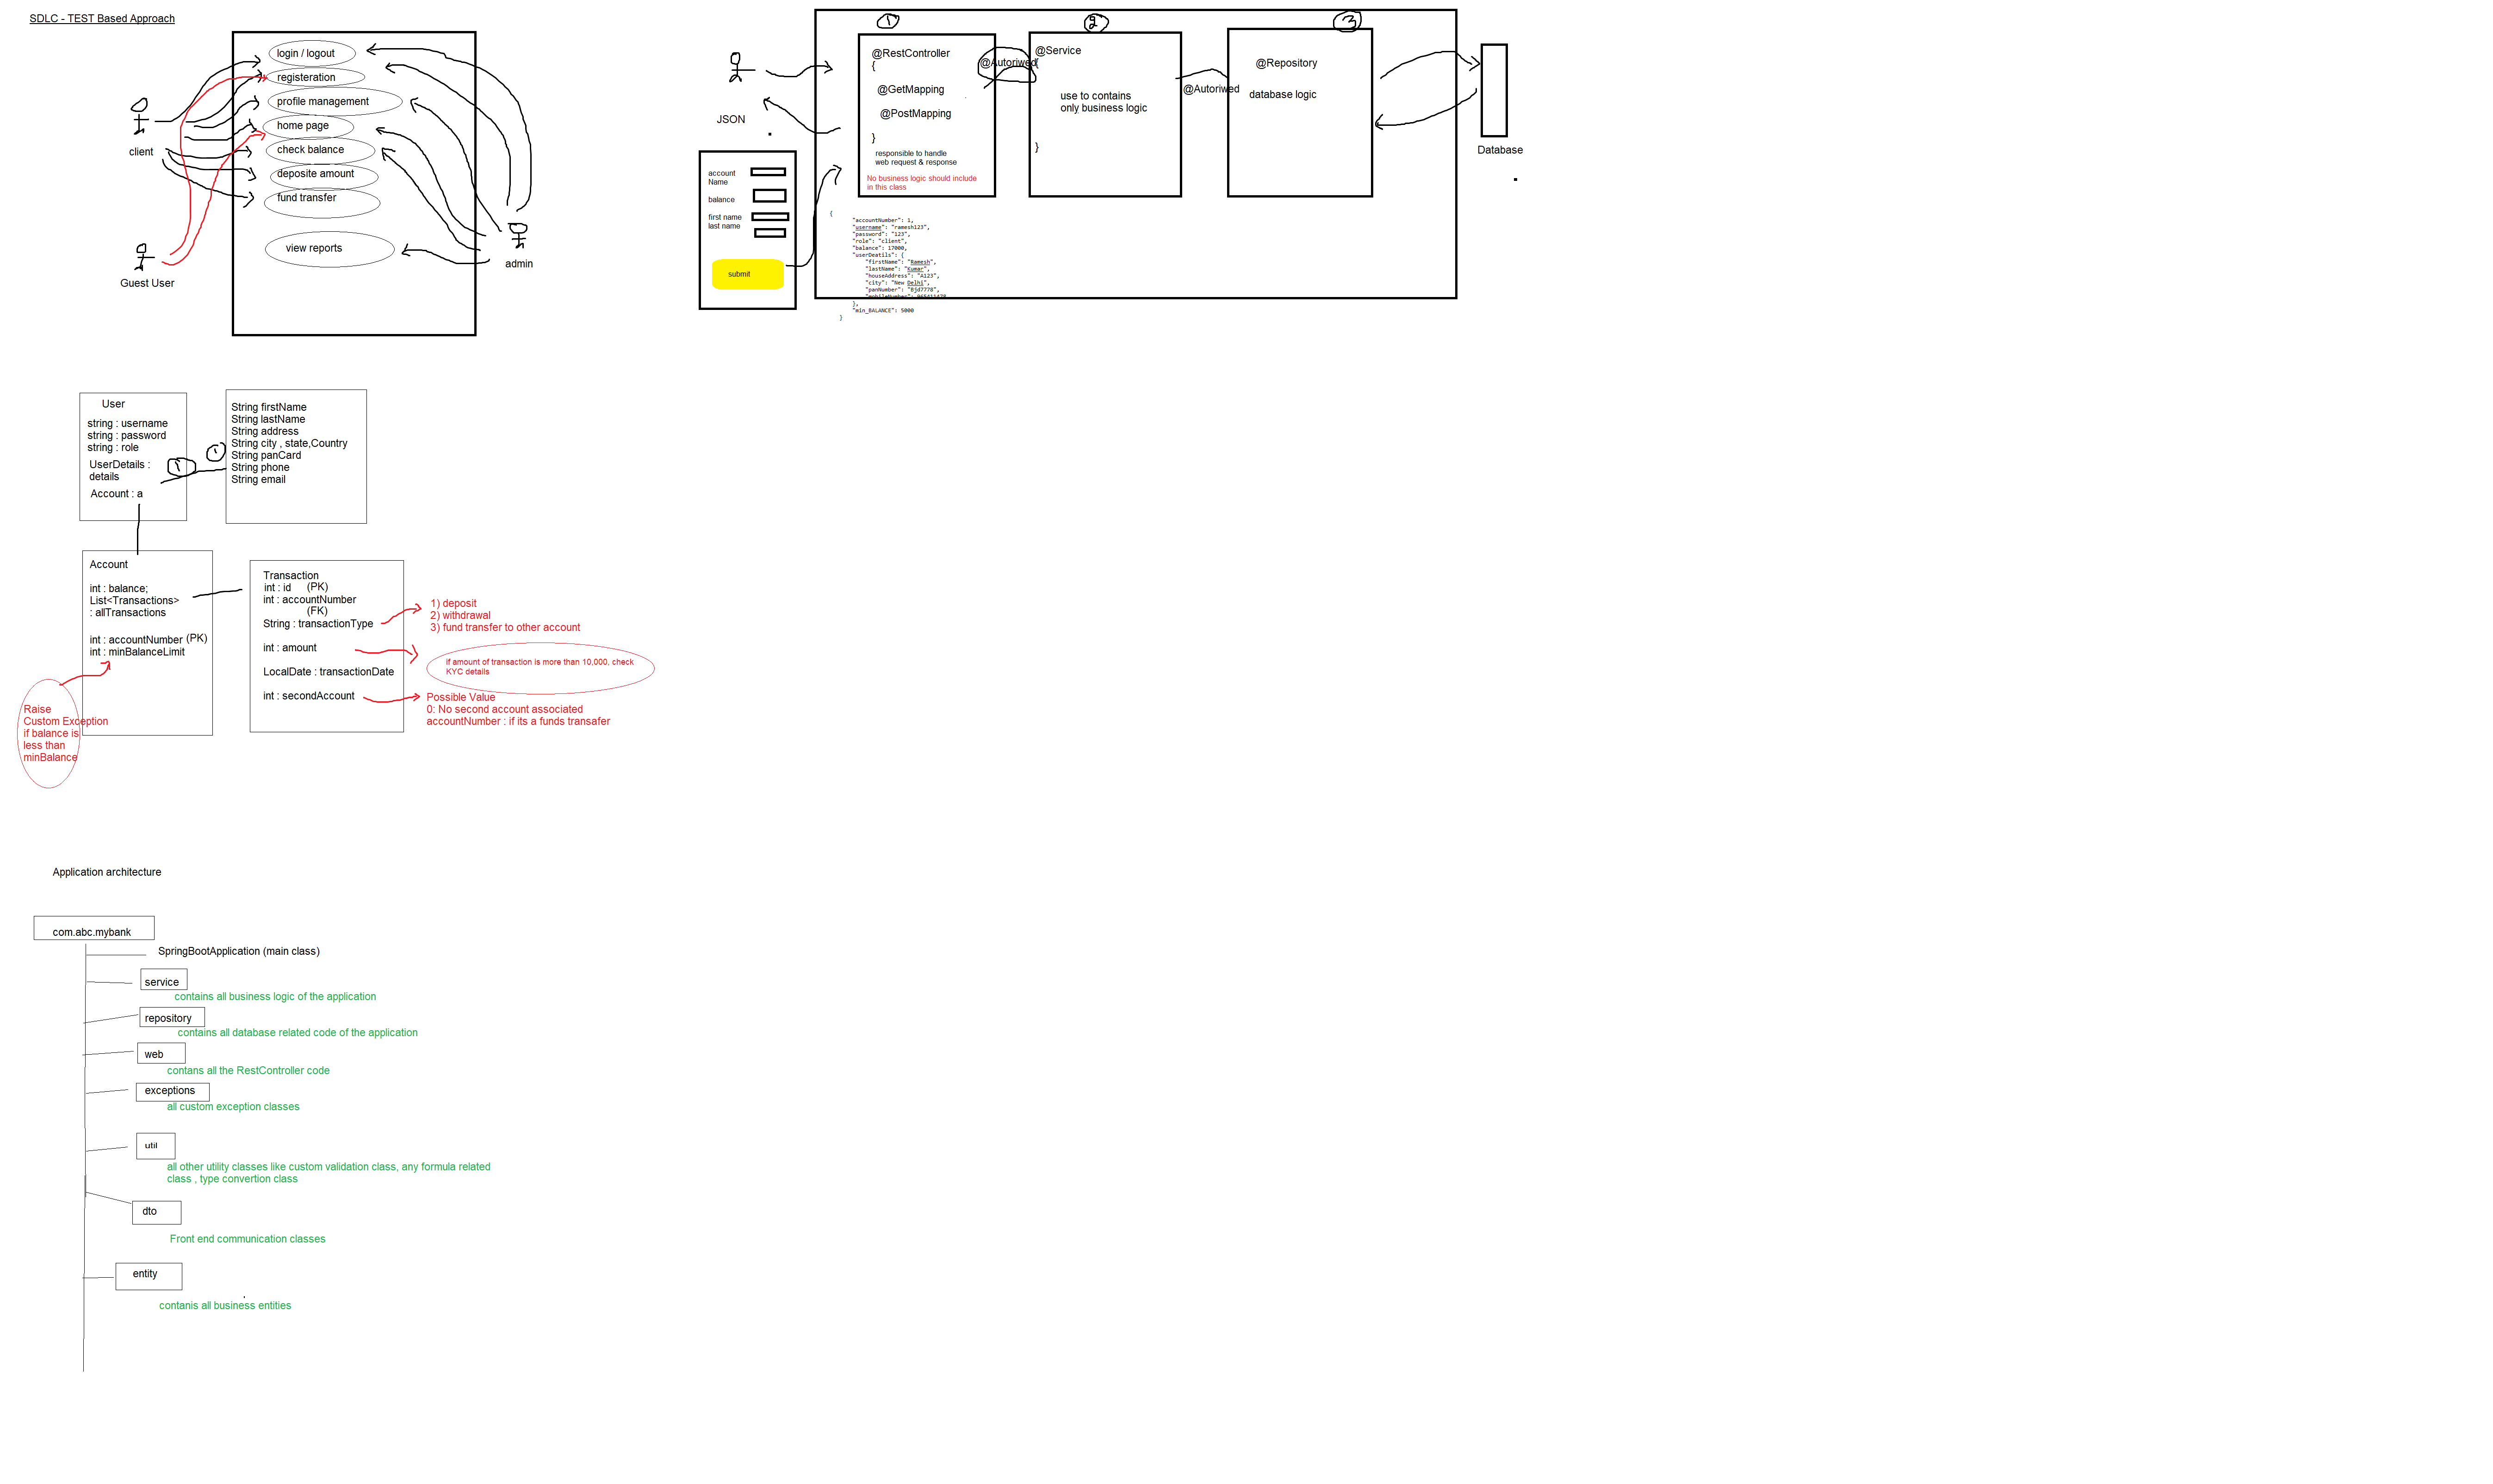 SDLC - TEST Based Approach
login / logout
registeration
profile management
home page
check balance
deposite amount
fund transfer
view reports
client
Guest User
admin
1
2
3
JSON
account
Name
balance
first name
last name
submit
@RestController
{
@GetMapping
@PostMapping
}
responsible to handle
web request & response
No business logic should include
in this class
@Autoriwed
@Service
{
use to contains
only business logic
}
@Autoriwed
@Repository
database logic
Database
{
"accountNumber": 1,
"username": "ramesh123",
"password": "123",
"role": "client",
"balance": 17000,
"userDeatils": {
"firstName": "Ramesh",
"lastName": "Kumar",
"houseAddress": "A123",
"city": "New Delhi",
"panNumber": "Bjd7778",
"mobileNumber":
},
"min_BALANCE": 5000
}
User
string : username
string : password
string : role
UserDetails :
details
Account : a
1
1
String firstName
String lastName
String address
String city , state,Country
String panCard
String phone
String email
Account
int : balance;
List<Transactions>
: allTransactions
int : accountNumber (PK)
int : minBalanceLimit
Raise
Custom Exception
if balance is
less than
minBalance
Transaction
int : id (PK)
int : accountNumber
(FK)
String : transactionType
int : amount
LocalDate : transactionDate
int : secondAccount
1) deposit
2) withdrawal
3) fund transfer to other account
if amount of transaction is more than 10,000, check
KYC details
Possible Value
0: No second account associated
accountNumber : if its a funds transafer
Application architecture
com.abc.mybank
SpringBootApplication (main class)
service
contains all business logic of the application
repository
contains all database related code of the application
web
contans all the RestController code
exceptions
all custom exception classes
util
all other utility classes like custom validation class, any formula related
class , type convertion class
dto
Front end communication classes
entity
contanis all business entities